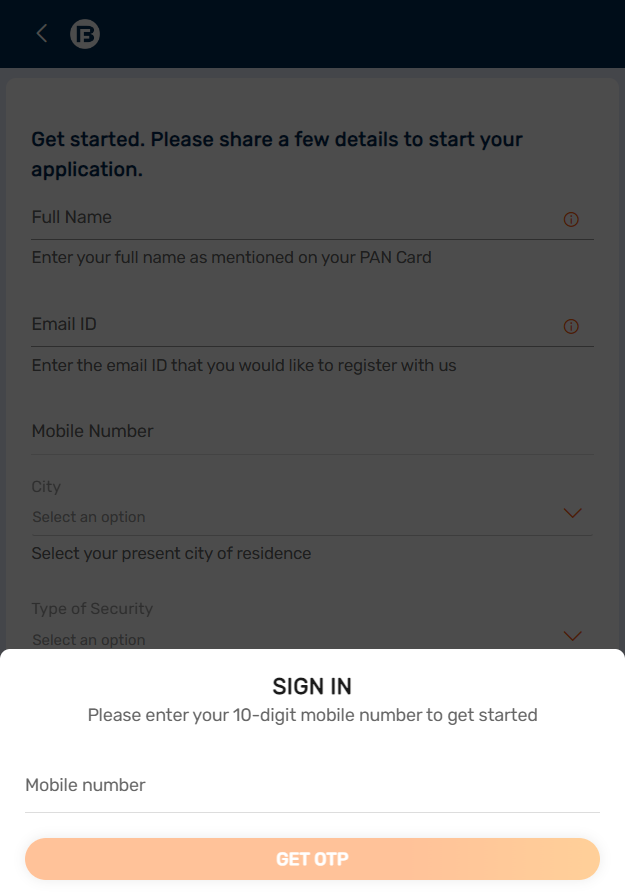 Get started. Please share a few details to start your
application.
Full Name
Enter your full name as mentioned on your PAN Card
Email ID
Enter the email ID that you would like to register with us
Mobile Number
City
Select an option
Select your present city of residence
Type of Security
Select an option
SIGN IN
Please enter your 10-digit mobile number to get started
Mobile number
GET OTP